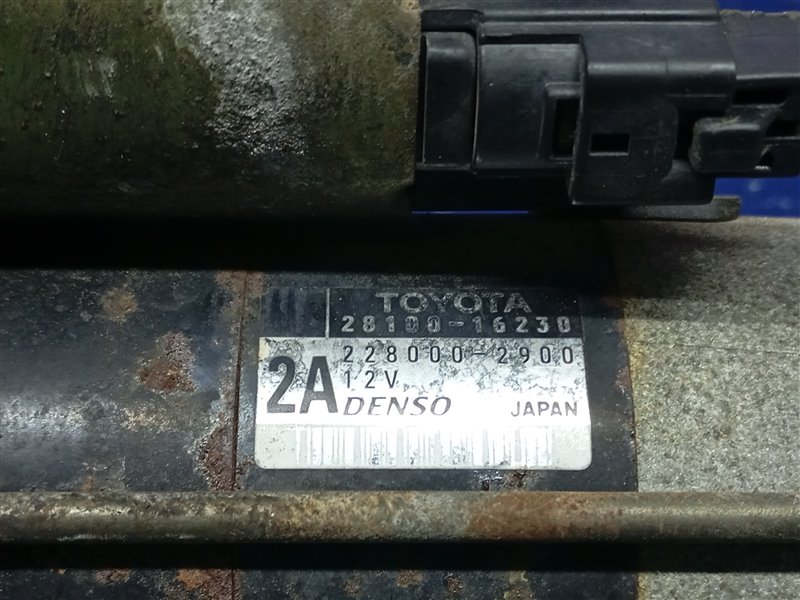 TOYOTA
28100-16230
228000-2900
2A 12V
DENSO JAPAN